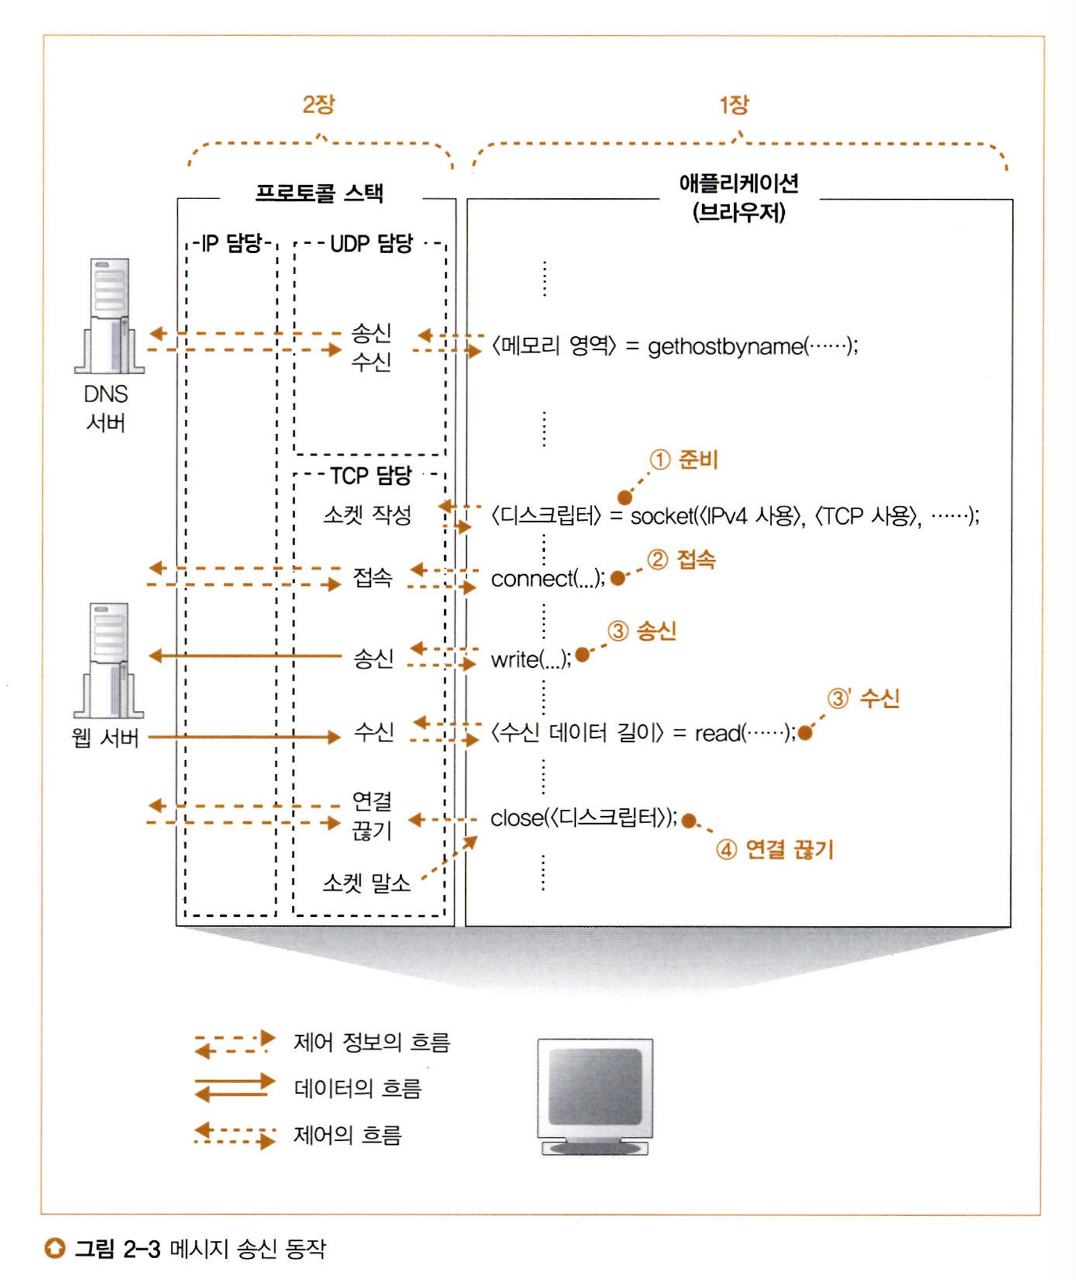 2장
1장
프로토콜 스택
애플리케이션
(브라우저)
IP 담당
UDP 담당
송신
수신
〈메모리 영역〉 = gethostbyname(……);
DNS
서버
① 준비
TCP 담당
소켓 작성
〈디스크립터〉 = socket(〈IPv4 사용〉, 〈TCP 사용〉, ……);
② 접속
접속
connect(...);
③ 송신
송신
write(...);
③' 수신
웹 서버
수신
〈수신 데이터 길이〉 = read(……);
연결
끊기
close(〈디스크립터〉);
④ 연결 끊기
소켓 말소
제어 정보의 흐름
데이터의 흐름
제어의 흐름
그림 2-3 메시지 송신 동작